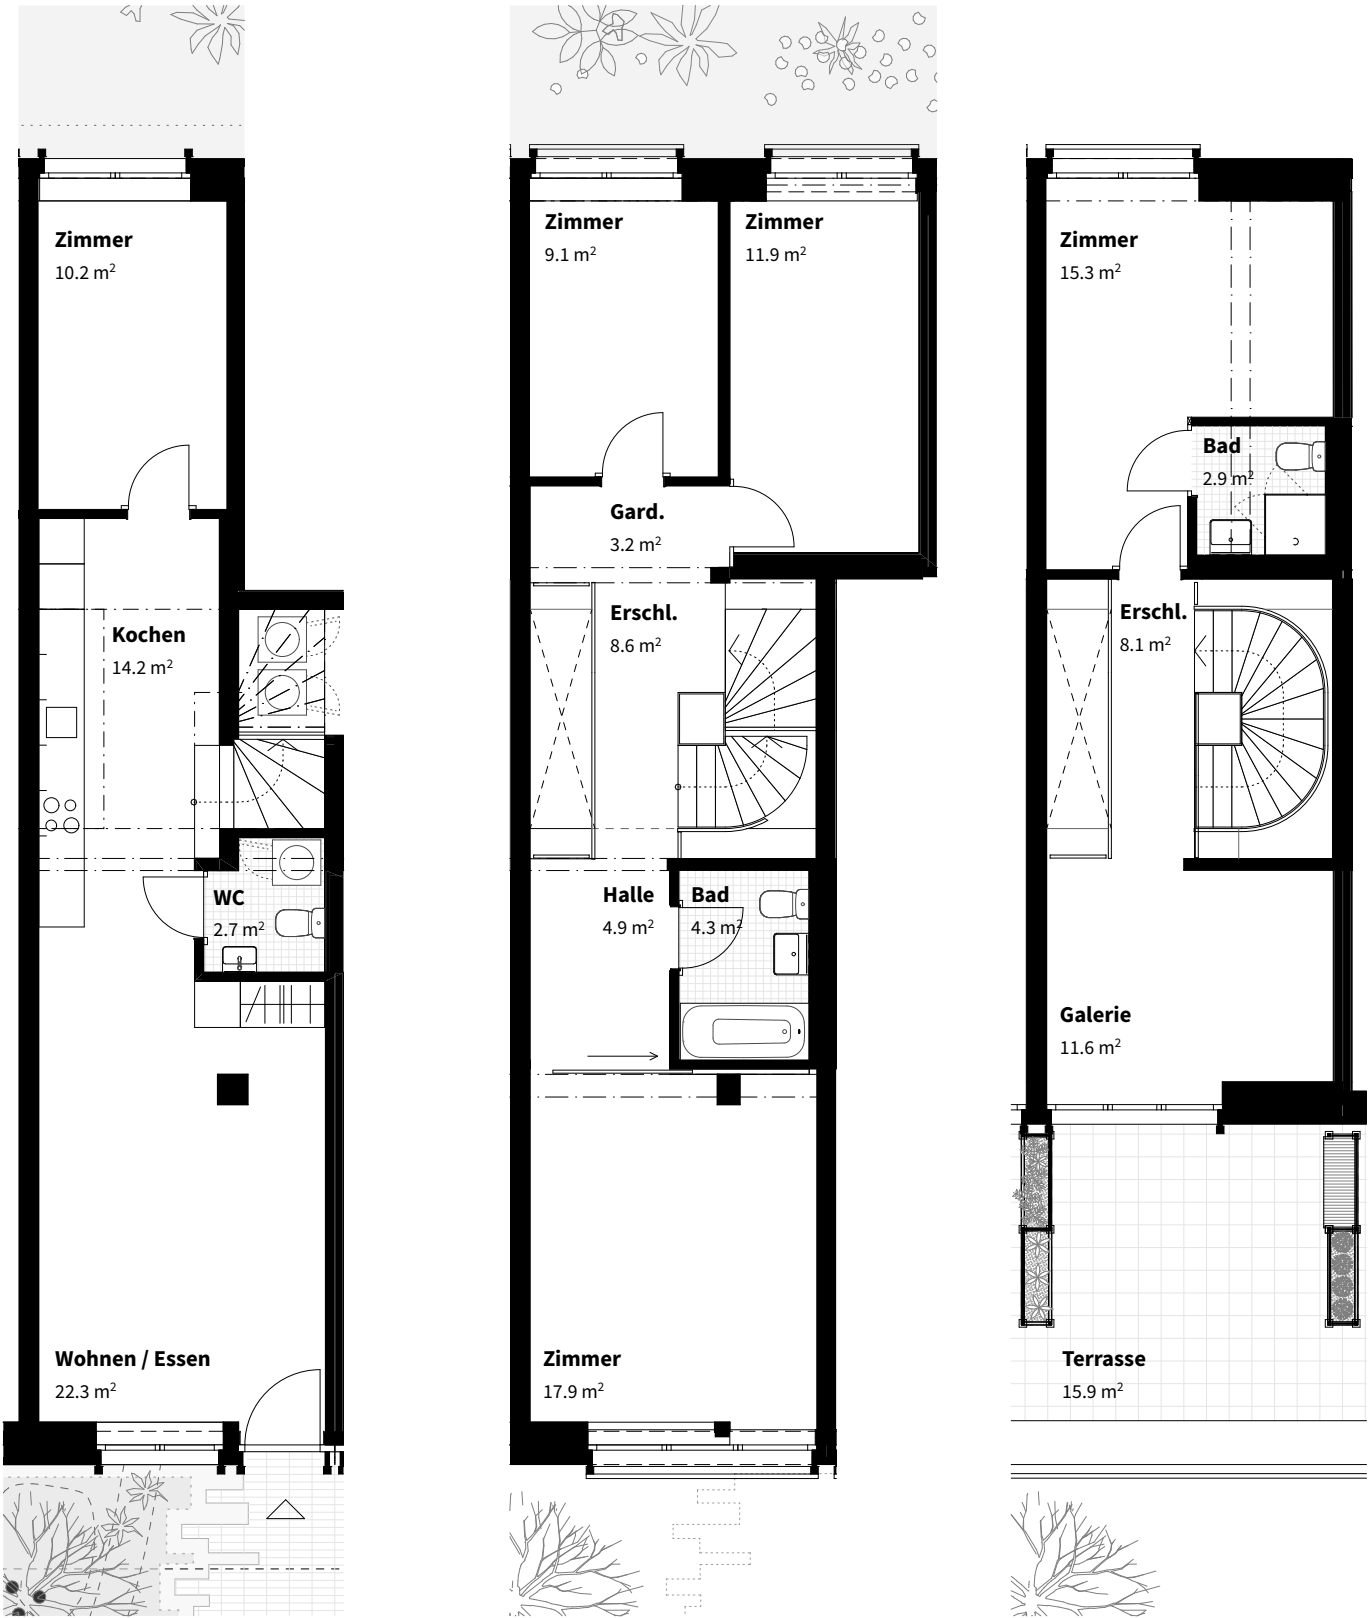 Zimmer
10.2 m²
Kochen
14.2 m²
WC
2.7 m²
Wohnen / Essen
22.3 m²
Zimmer
9.1 m²
Zimmer
11.9 m²
Gard.
3.2 m²
Erschl.
8.6 m²
Halle
4.9 m²
Bad
4.3 m²
Zimmer
17.9 m²
Zimmer
15.3 m²
Bad
2.9 m²
Erschl.
8.1 m²
Galerie
11.6 m²
Terrasse
15.9 m²